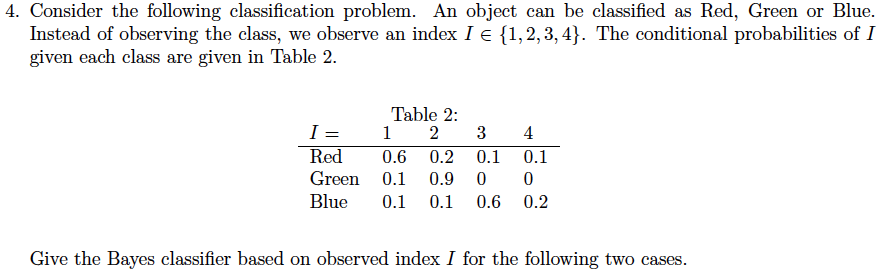 4. Consider the following classification problem. An object can be classified as Red, Green or Blue.
Instead of observing the class, we observe an index I ∈ {1, 2, 3, 4}. The conditional probabilities of I
given each class are given in Table 2.
Table 2:
I = 1 2 3 4
Red 0.6 0.2 0.1 0.1
Green 0.1 0.9 0 0
Blue 0.1 0.1 0.6 0.2
Give the Bayes classifier based on observed index I for the following two cases.